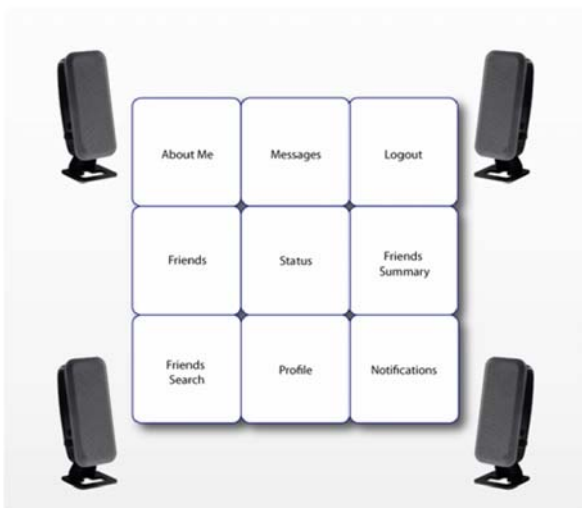 About Me
Messages
Logout
Friends
Status
Friends
Summary
Friends
Search
Profile
Notifications